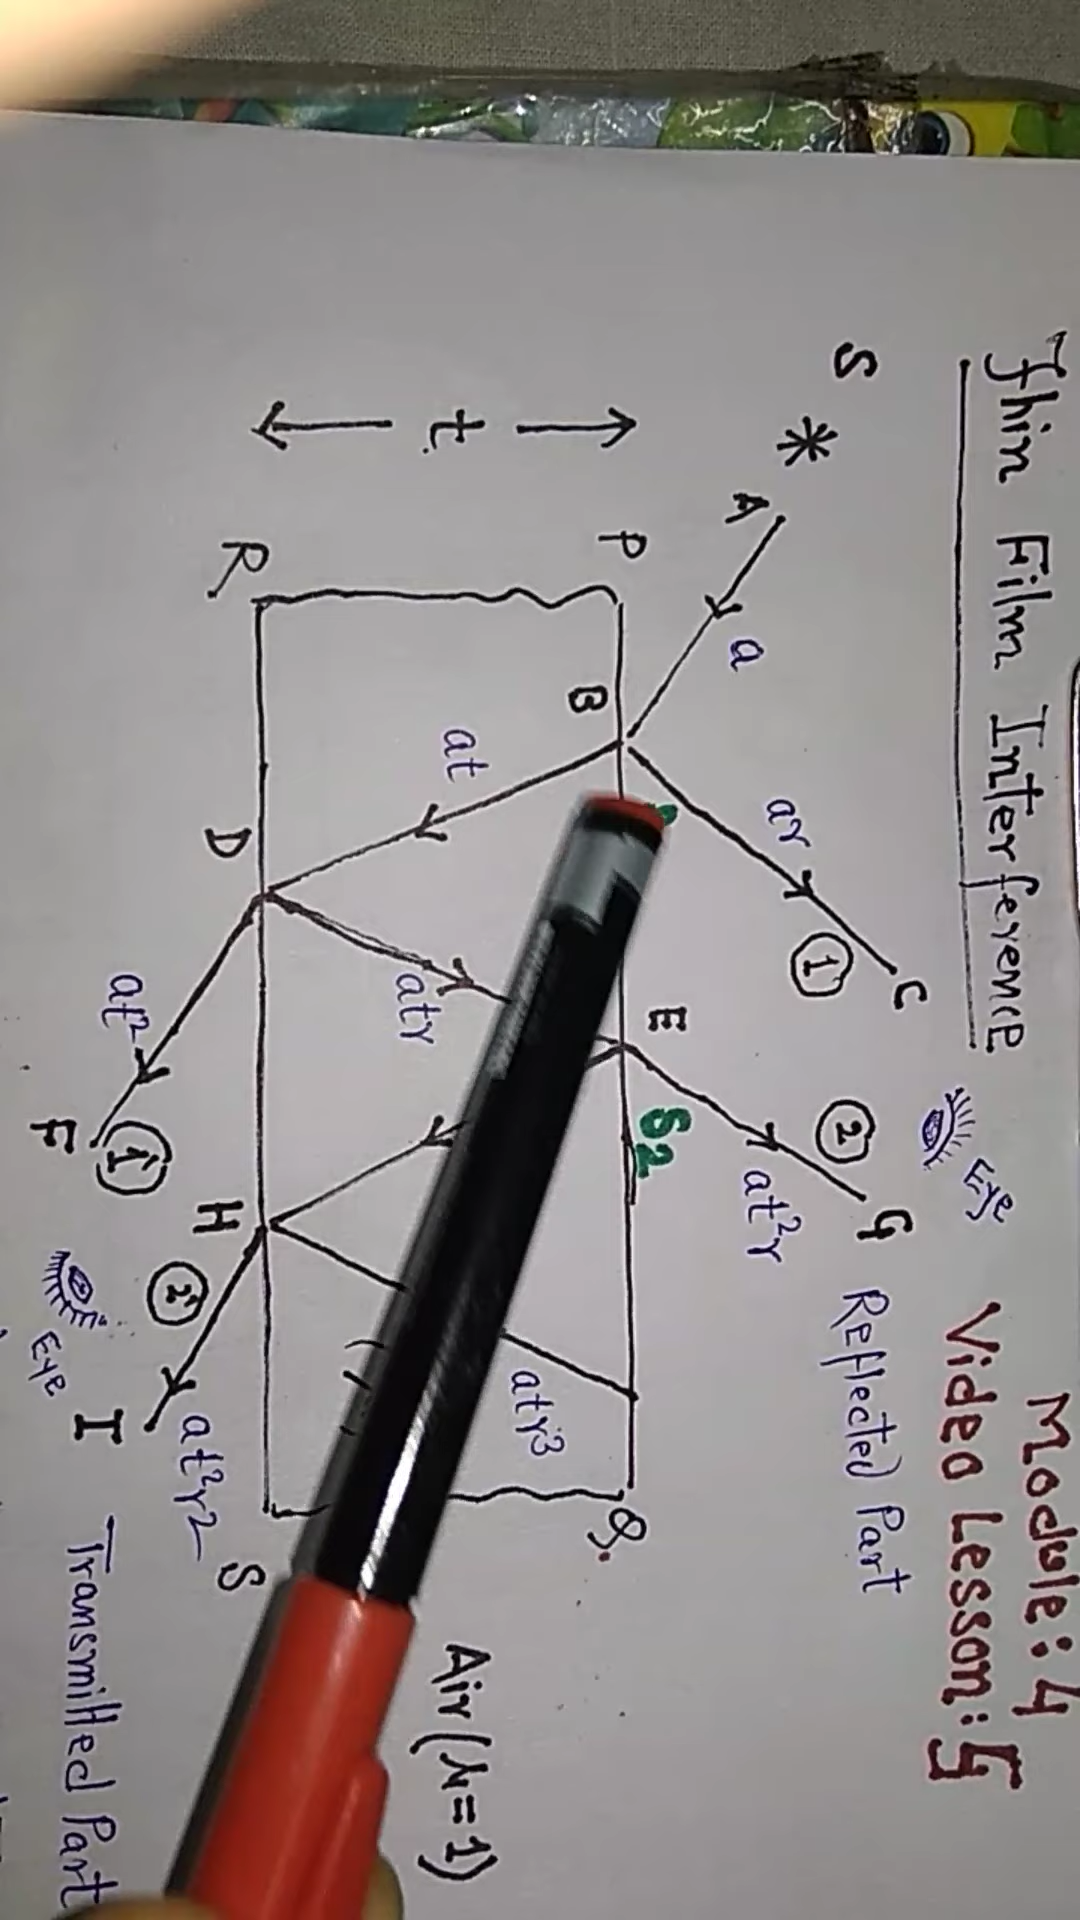 Module: 4
Video Lesson: 5
Thin Film Interference
Eye
Reflected Part
S
A
a
ar
1
C
2
G
at²r
P
B
E
S2
Q.
t
at
atr
atr3
Air (μ=1)
R
D
H
S
at2
F
1
2
at2r2
I
Eye
Transmitted Part